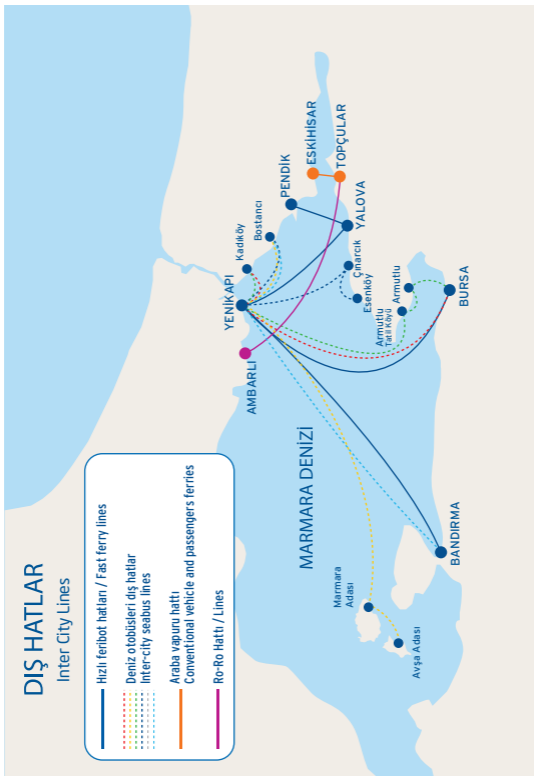 DIŞ HATLAR
Inter City Lines
Hızlı feribot hatları / Fast ferry lines
Deniz otobüsleri dış hatlar
Inter-city seabus lines
Araba vapuru hattı
Conventional vehicle and passengers ferries
Ro-Ro Hattı / Lines
MARMARA DENİZİ
Marmara
Adası
Avşa Adası
BANDIRMA
AMBARLI
YENİKAPI
Kadıköy
Bostancı
PENDİK
ESKİHİSAR
TOPÇULAR
YALOVA
Çınarcık
Esenköy
Armutlu
Armutlu
Tatil Köyü
BURSA